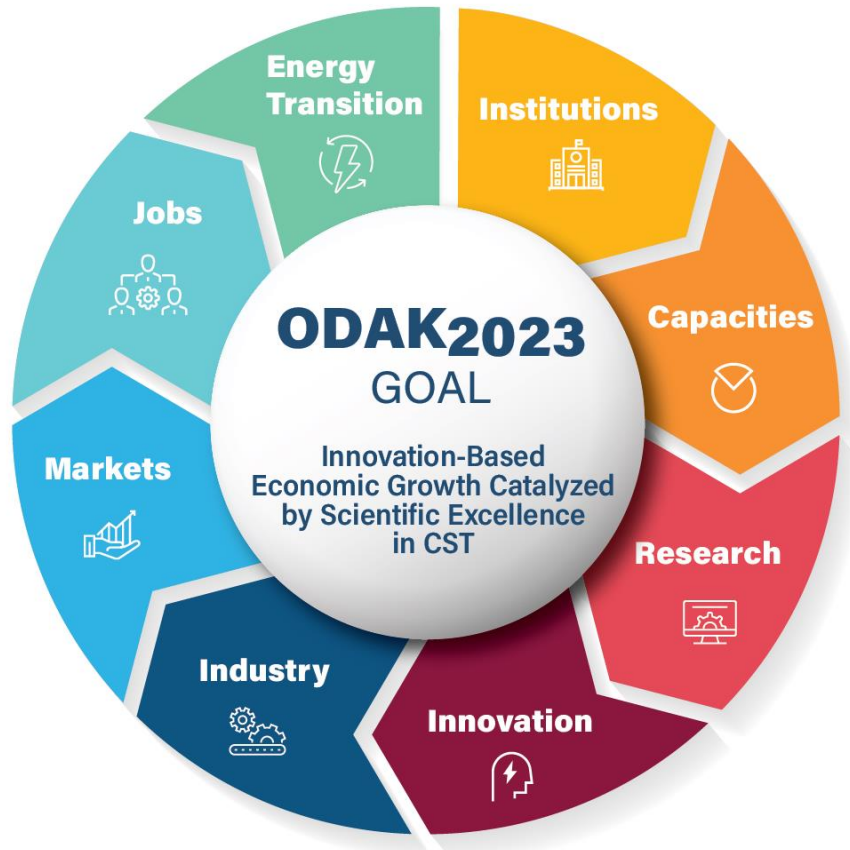 Energy
Transition
Institutions
Jobs
Capacities
ODAK2023
GOAL
Innovation-Based
Economic Growth Catalyzed
by Scientific Excellence
in CST
Markets
Research
Industry
Innovation